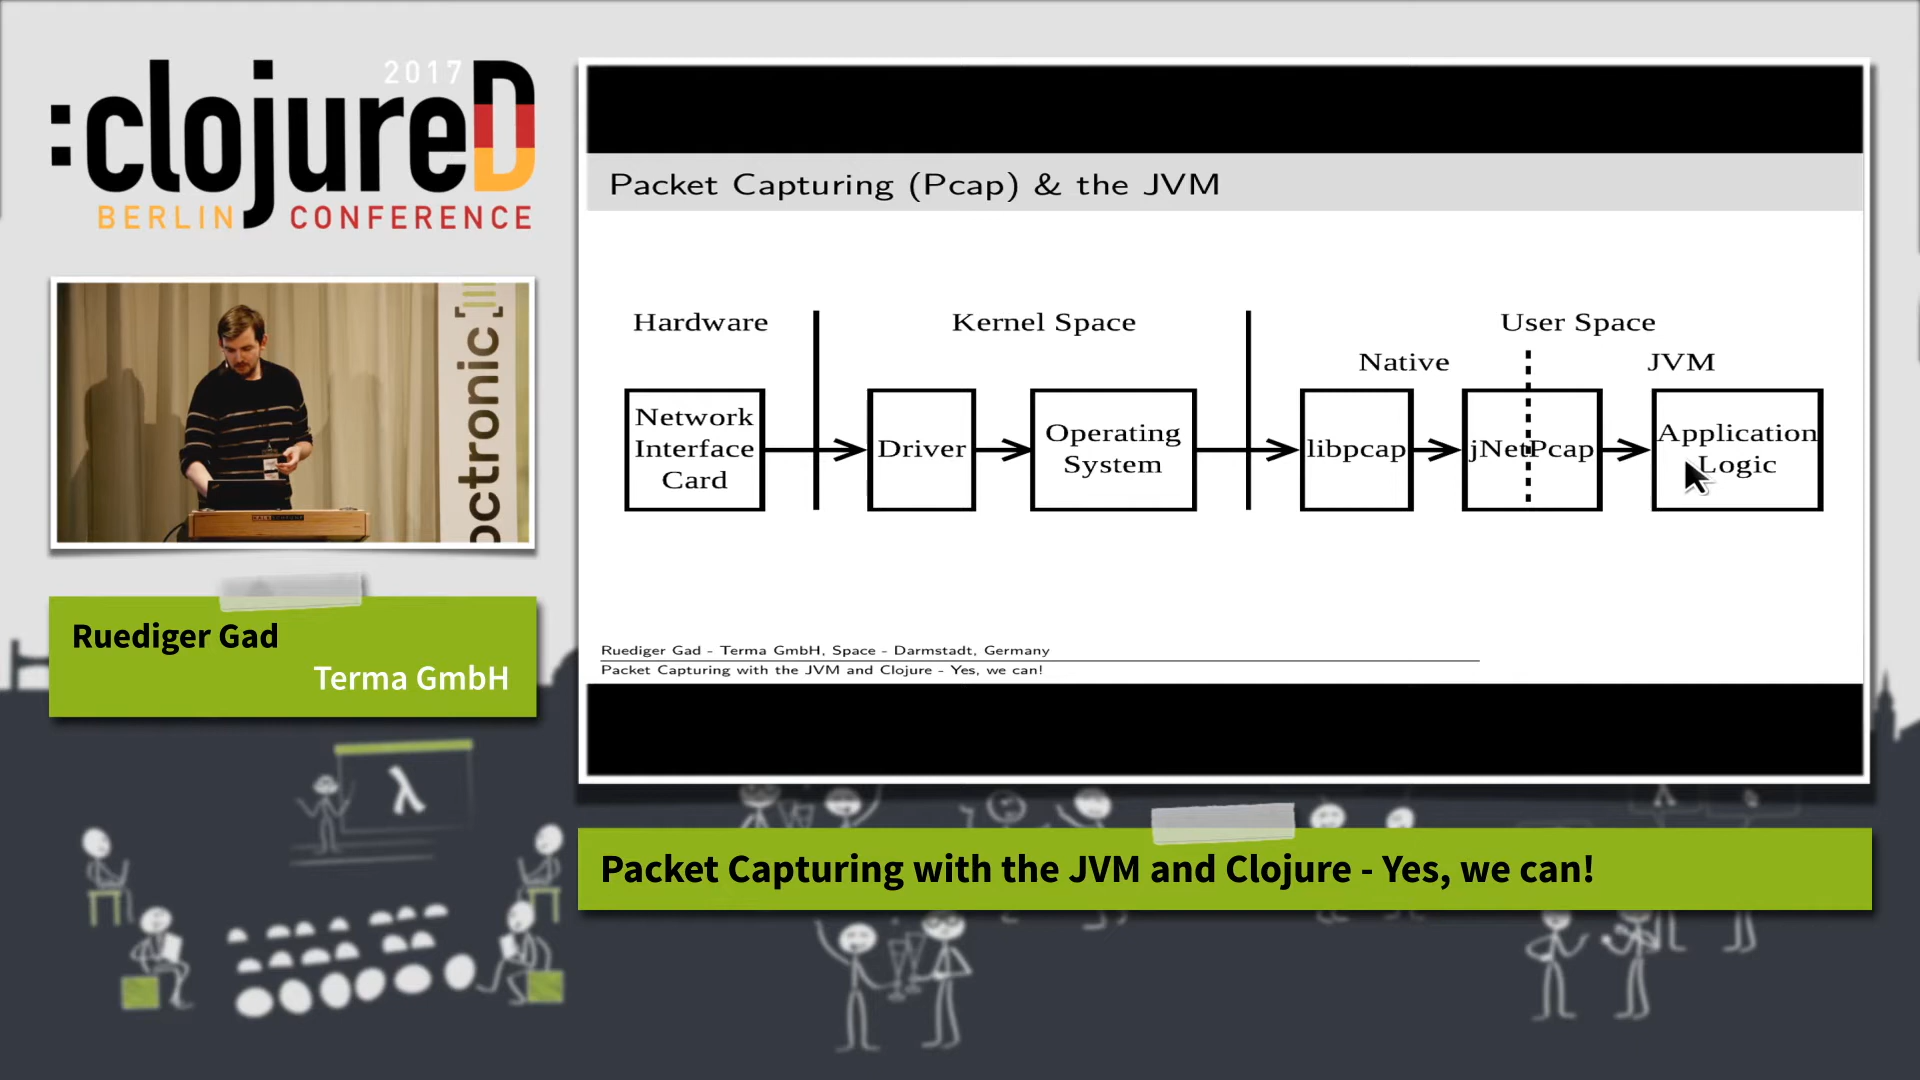 2017
:clojureD
BERLIN CONFERENCE
octronic
Ruediger Gad
Terma GmbH
Packet Capturing (Pcap) & the JVM
Hardware
Kernel Space
User Space
Native
JVM
Network
Interface
Card
Driver
Operating
System
libpcap
jNetPcap
Application
Logic
Ruediger Gad - Terma GmbH, Space - Darmstadt, Germany
Packet Capturing with the JVM and Clojure - Yes, we can!
Packet Capturing with the JVM and Clojure - Yes, we can!
λ